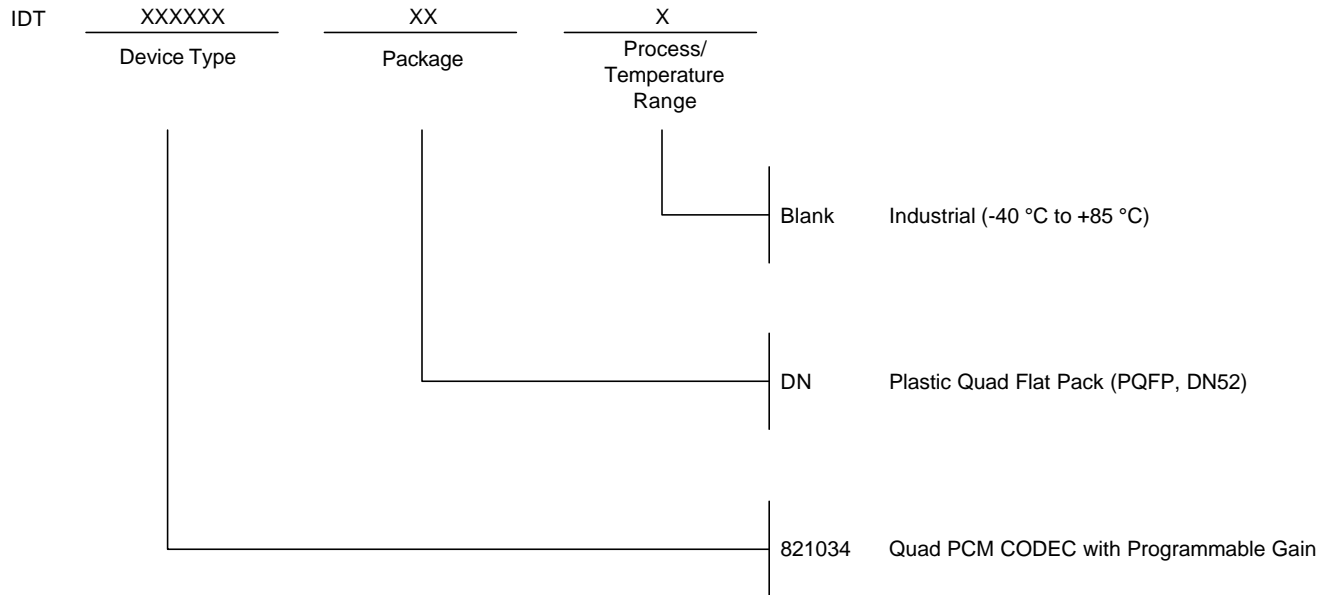 IDT XXXXXX XX X
Device Type
Package
Process/
Temperature
Range
Blank Industrial (-40 °C to +85 °C)
DN Plastic Quad Flat Pack (PQFP, DN52)
821034 Quad PCM CODEC with Programmable Gain